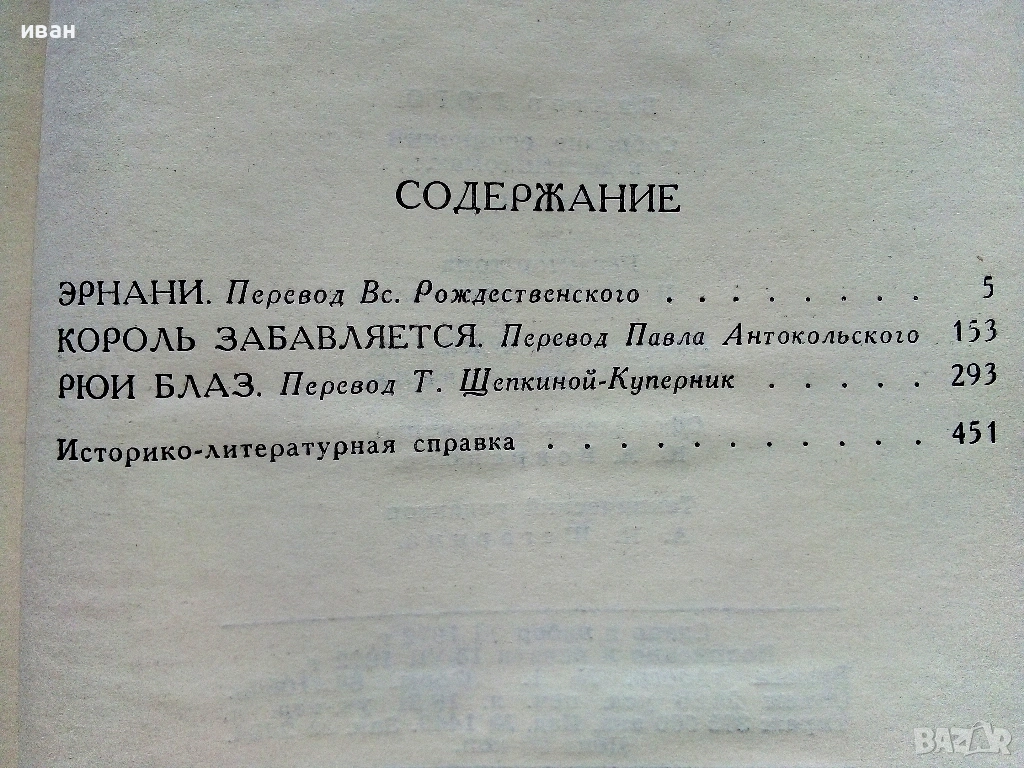 иван
СОДЕРЖАНИЕ
ЭРНАНИ. Перевод Вс. Рождественского . . . . . . . . 5
КОРОЛЬ ЗАБАВЛЯЕТСЯ. Перевод Павла Антокольского 153
РЮИ БЛАЗ. Перевод Т. Щепкиной-Куперник . . . . . 293
Историко-литературная справка . . . . . . . . . . . 451
BAZAR